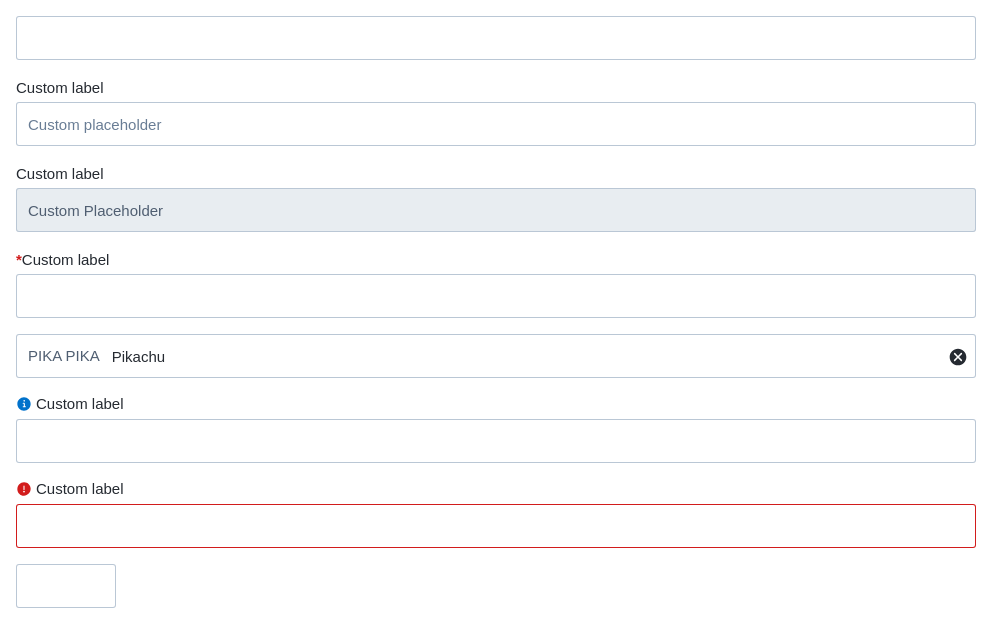 Custom label
Custom placeholder
Custom label
Custom Placeholder
*Custom label
PIKA PIKA Pikachu
Custom label
Custom label